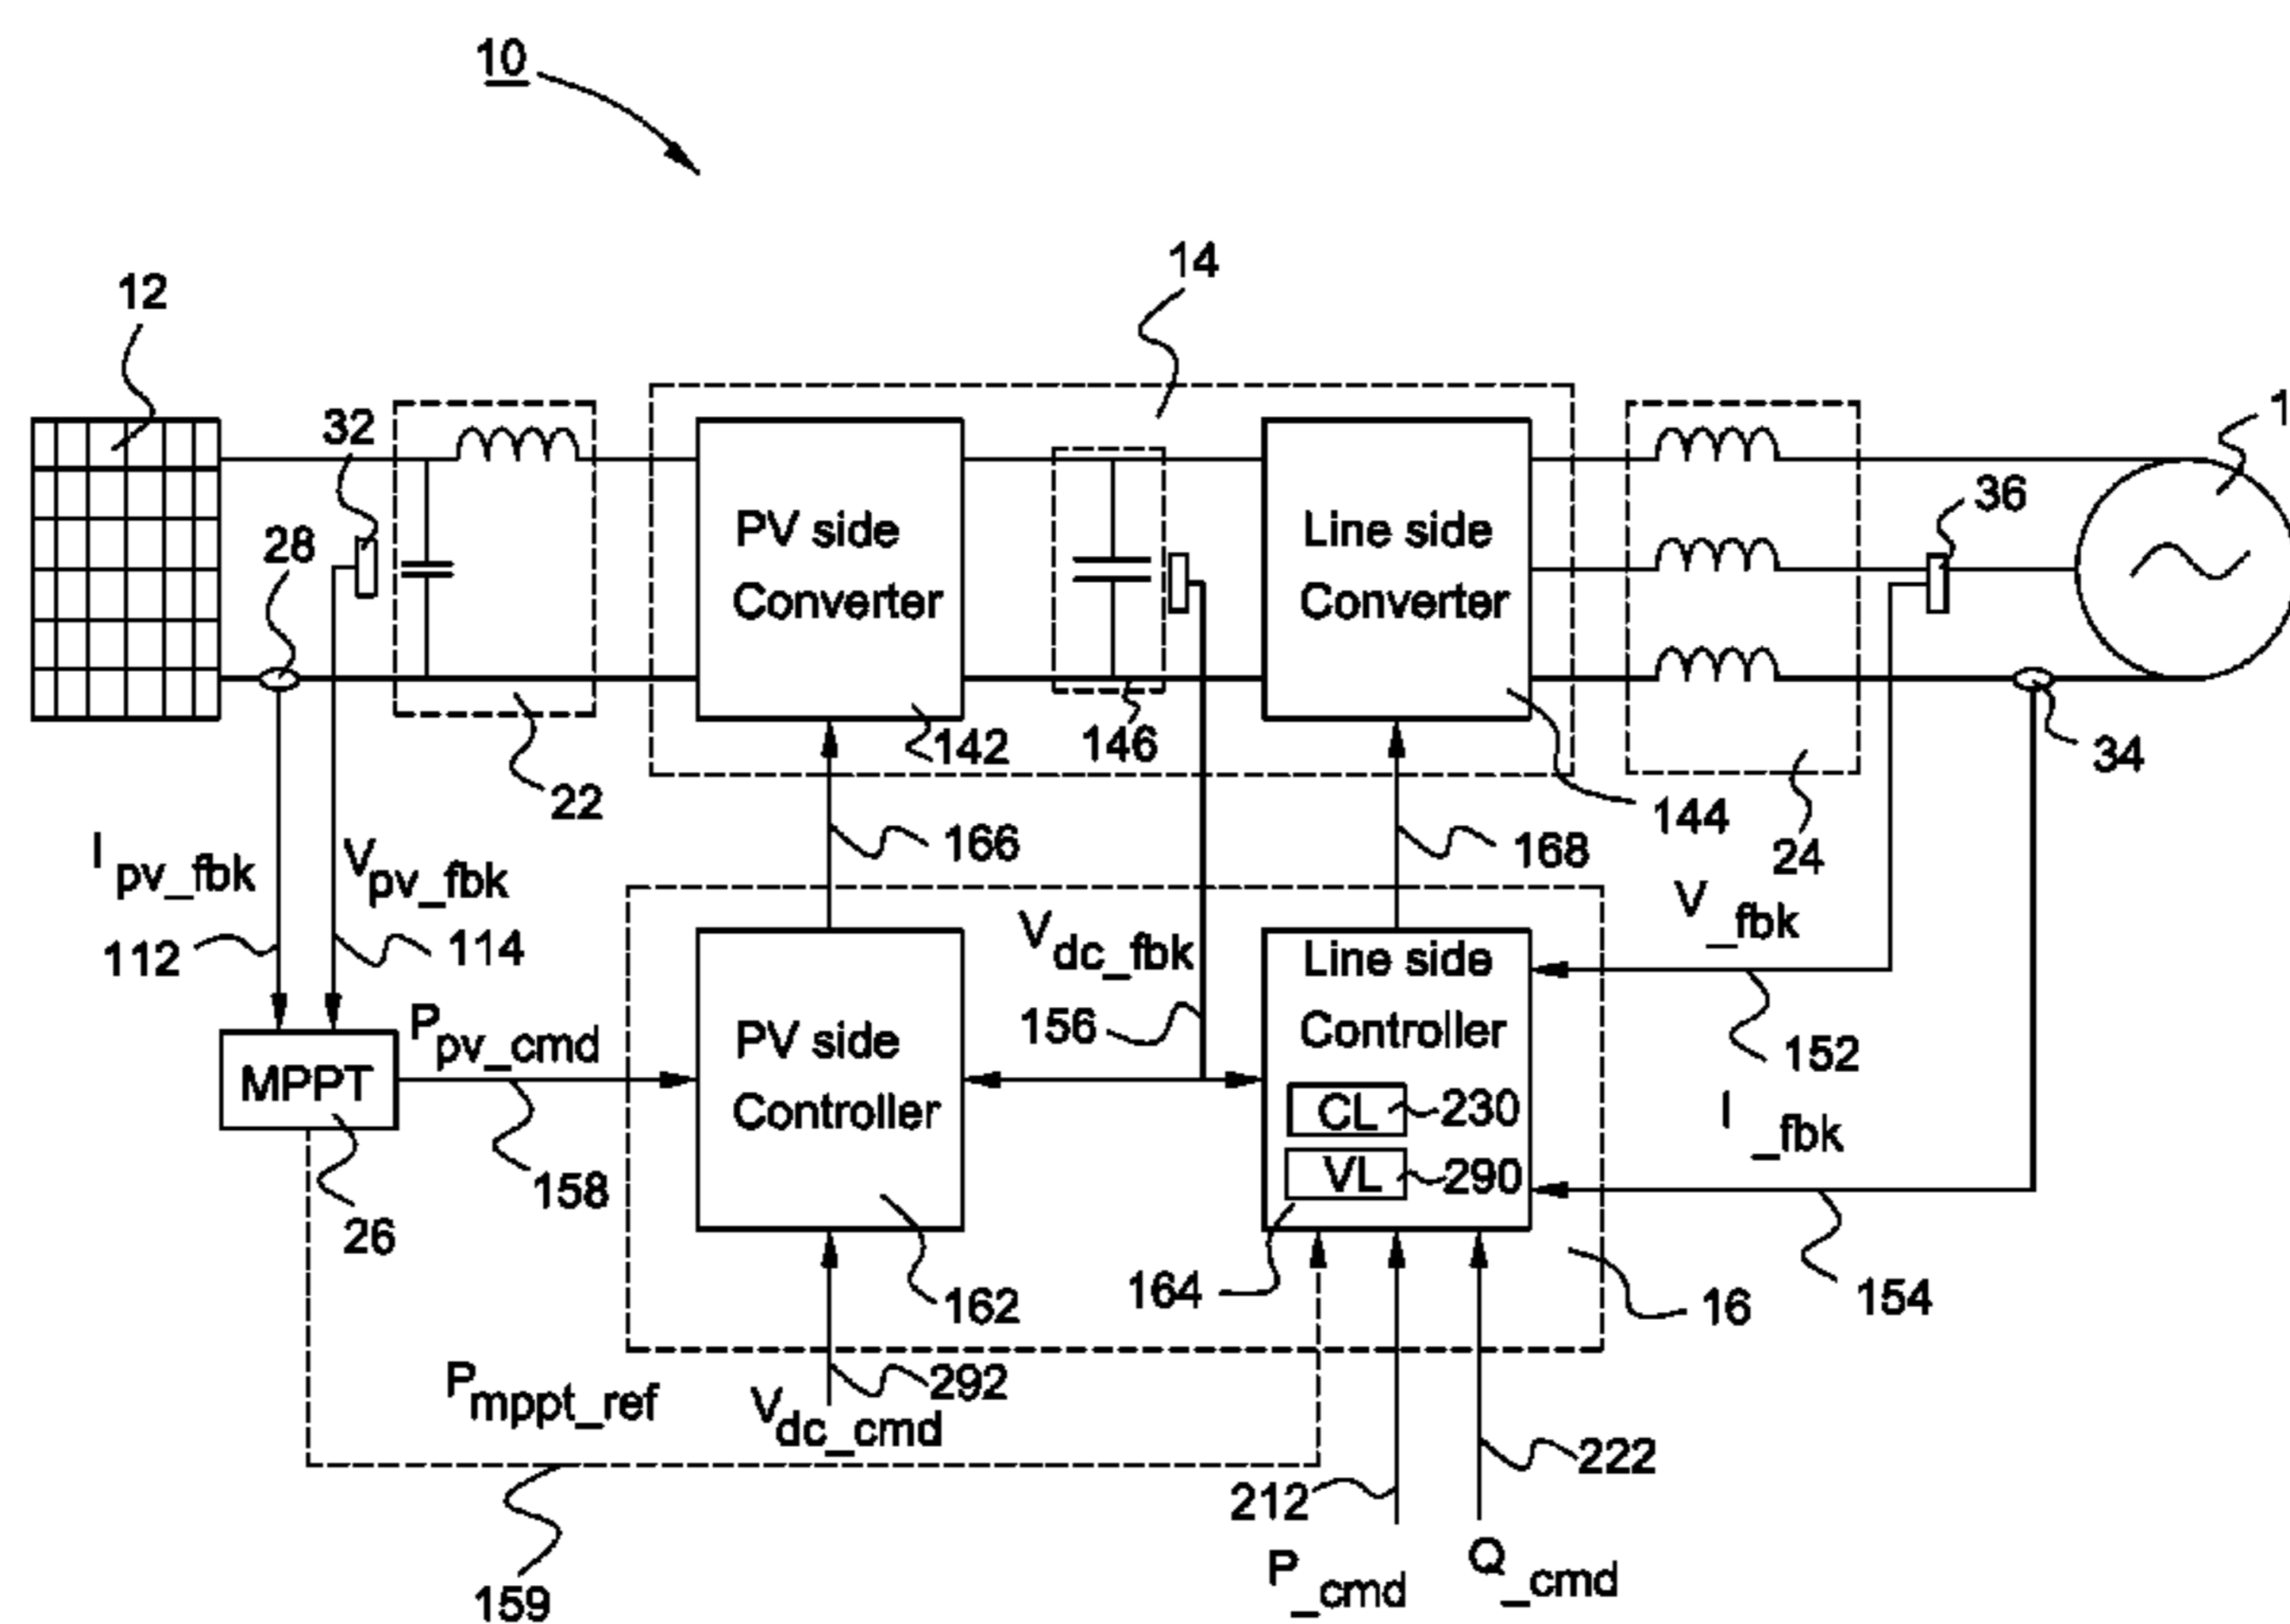 10
14
12
32
1
36
28
PV side
Converter
Line side
Converter
142
146
34
22
144
24
166
168
I pv_fbk
V pv_fbk
V _fbk
112
114
V dc_fbk
Line side
Controller
P pv_cmd
156
152
MPPT
PV side
Controller
CL
230
I _fbk
158
VL
290
26
162
164
16
154
P mppt_ref
292
V dc_cmd
222
212
159
P _cmd
Q _cmd